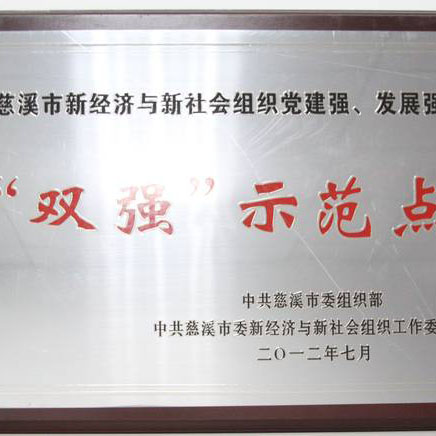 慈溪市新经济与新社会组织党建强、发展强
“双强”示范点
中共慈溪市委组织部
中共慈溪市委新经济与新社会组织工作委
二〇一二年七月